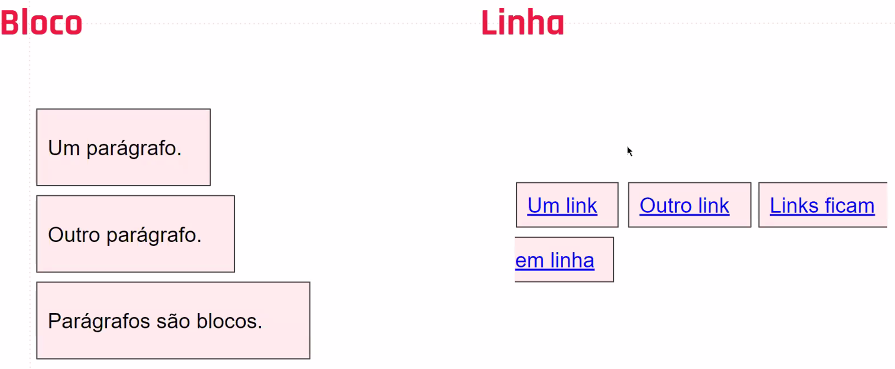 Bloco
Linha
Um parágrafo.
Outro parágrafo.
Parágrafos são blocos.
Um link
Outro link
Links ficam
em linha